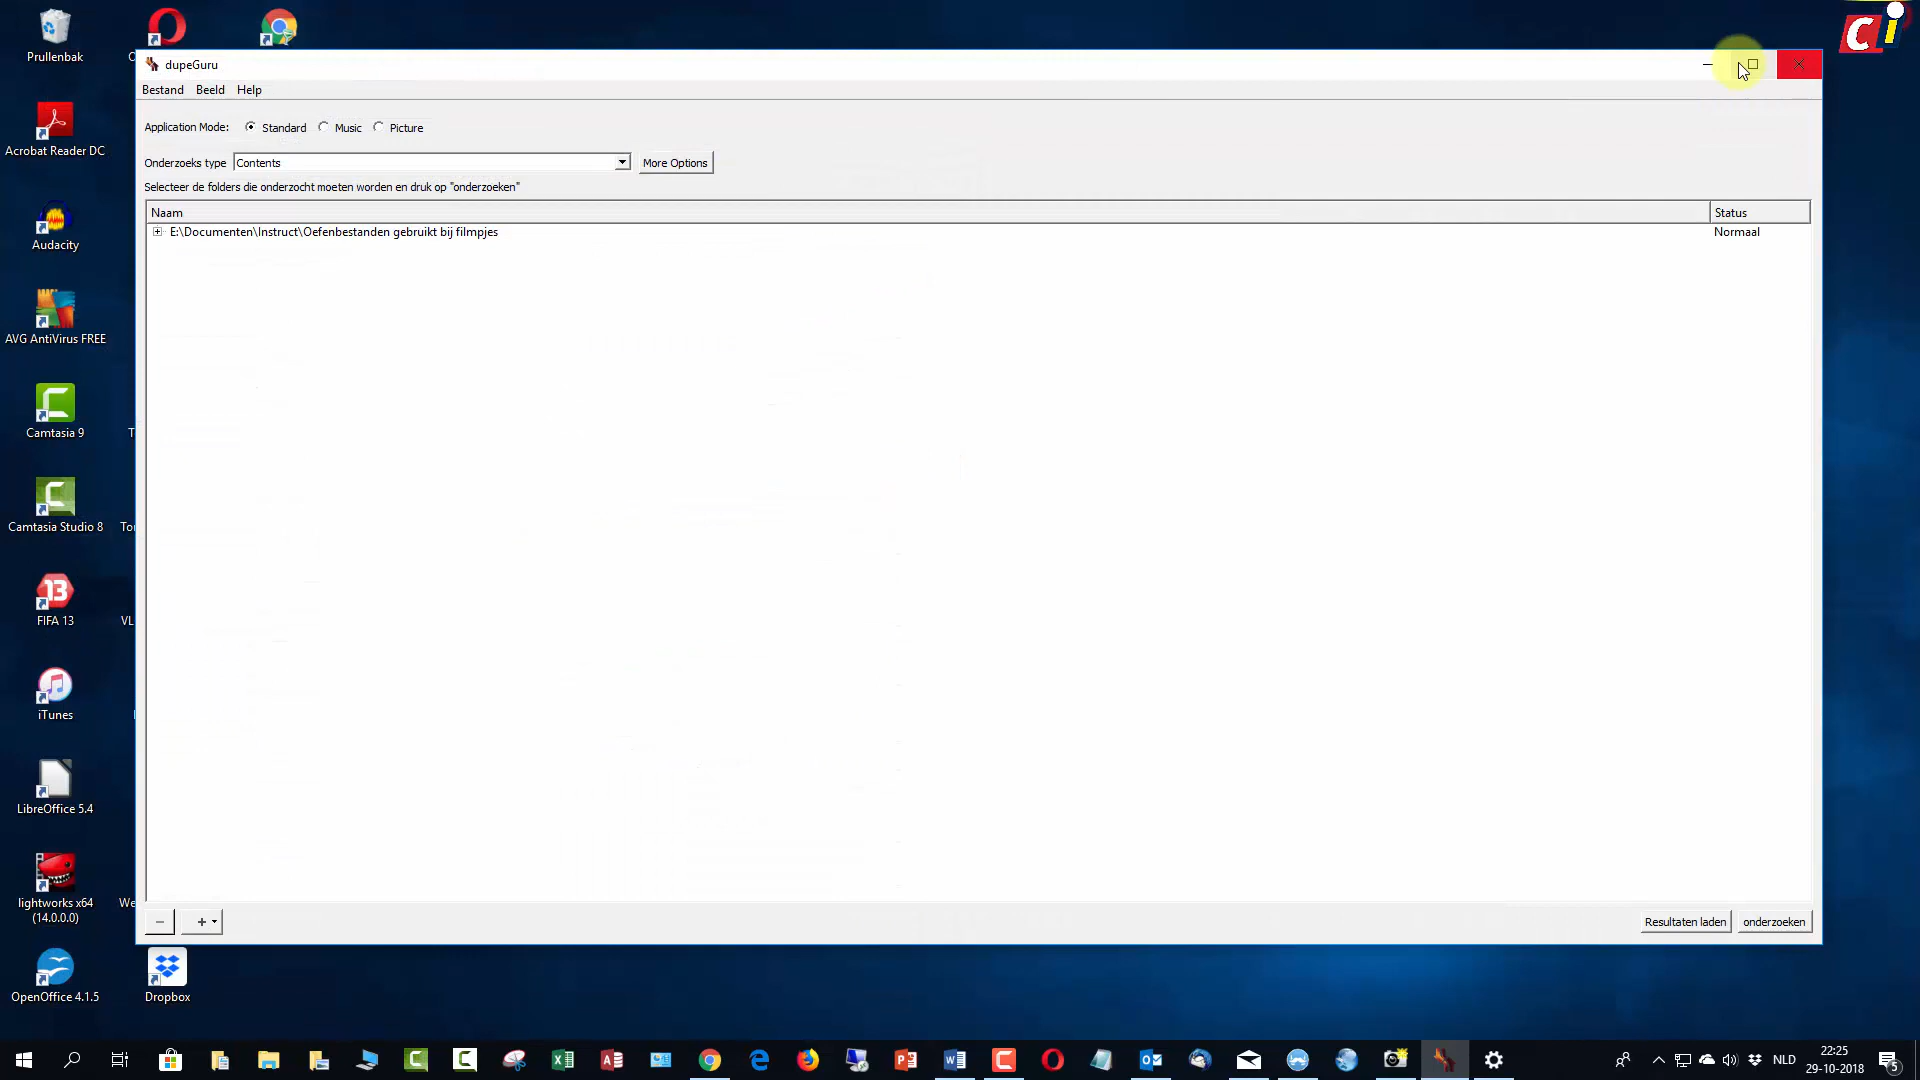 Prullenbak
Acrobat Reader DC
Audacity
AVG AntiVirus FREE
Camtasia 9
Camtasia Studio 8
FIFA 13
iTunes
LibreOffice 5.4
lightworks x64
(14.0.0.0)
OpenOffice 4.1.5
Dropbox
Ci
dupeGuru
Bestand Beeld Help
Application Mode: Standard Music Picture
Onderzoeks type Contents More Options
Selecteer de folders die onderzocht moeten worden en druk op "onderzoeken"
Naam Status
E:\Documenten\Instruct\Oefenbestanden gebruikt bij filmpjes Normaal
Resultaten laden onderzoeken
NLD
22:25
29-10-2018
5